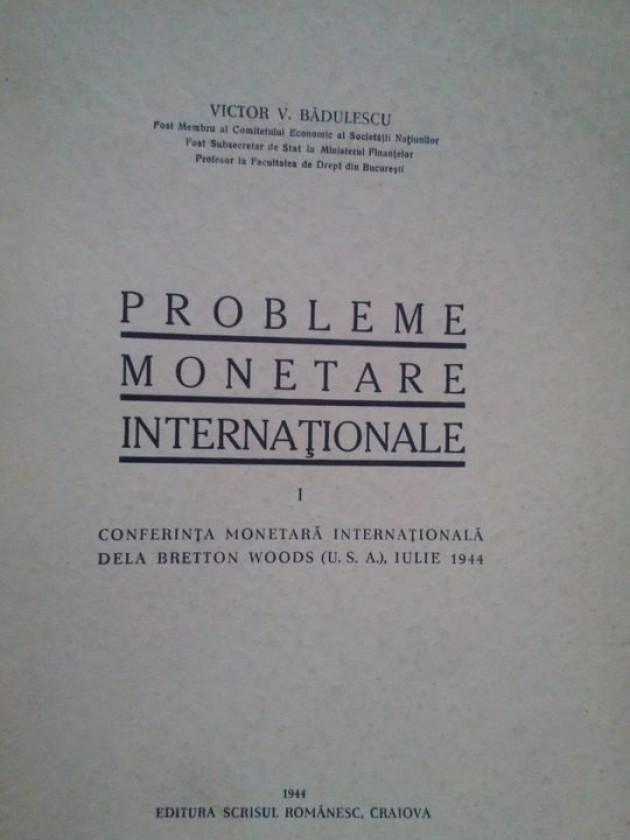 VICTOR V. BĂDULESCU
Fost Membru al Comitetului Economic al Societății Națiunilor
Fost Subsecretar de Stat la Ministerul Finanțelor
Profesor la Facultatea de Drept din București
PROBLEME
MONETARE
INTERNAȚIONALE
I
CONFERINȚA MONETARĂ INTERNAȚIONALĂ
DELA BRETTON WOODS (U. S. A.), IULIE 1944
1944
EDITURA SCRISUL ROMÂNESC, CRAIOVA